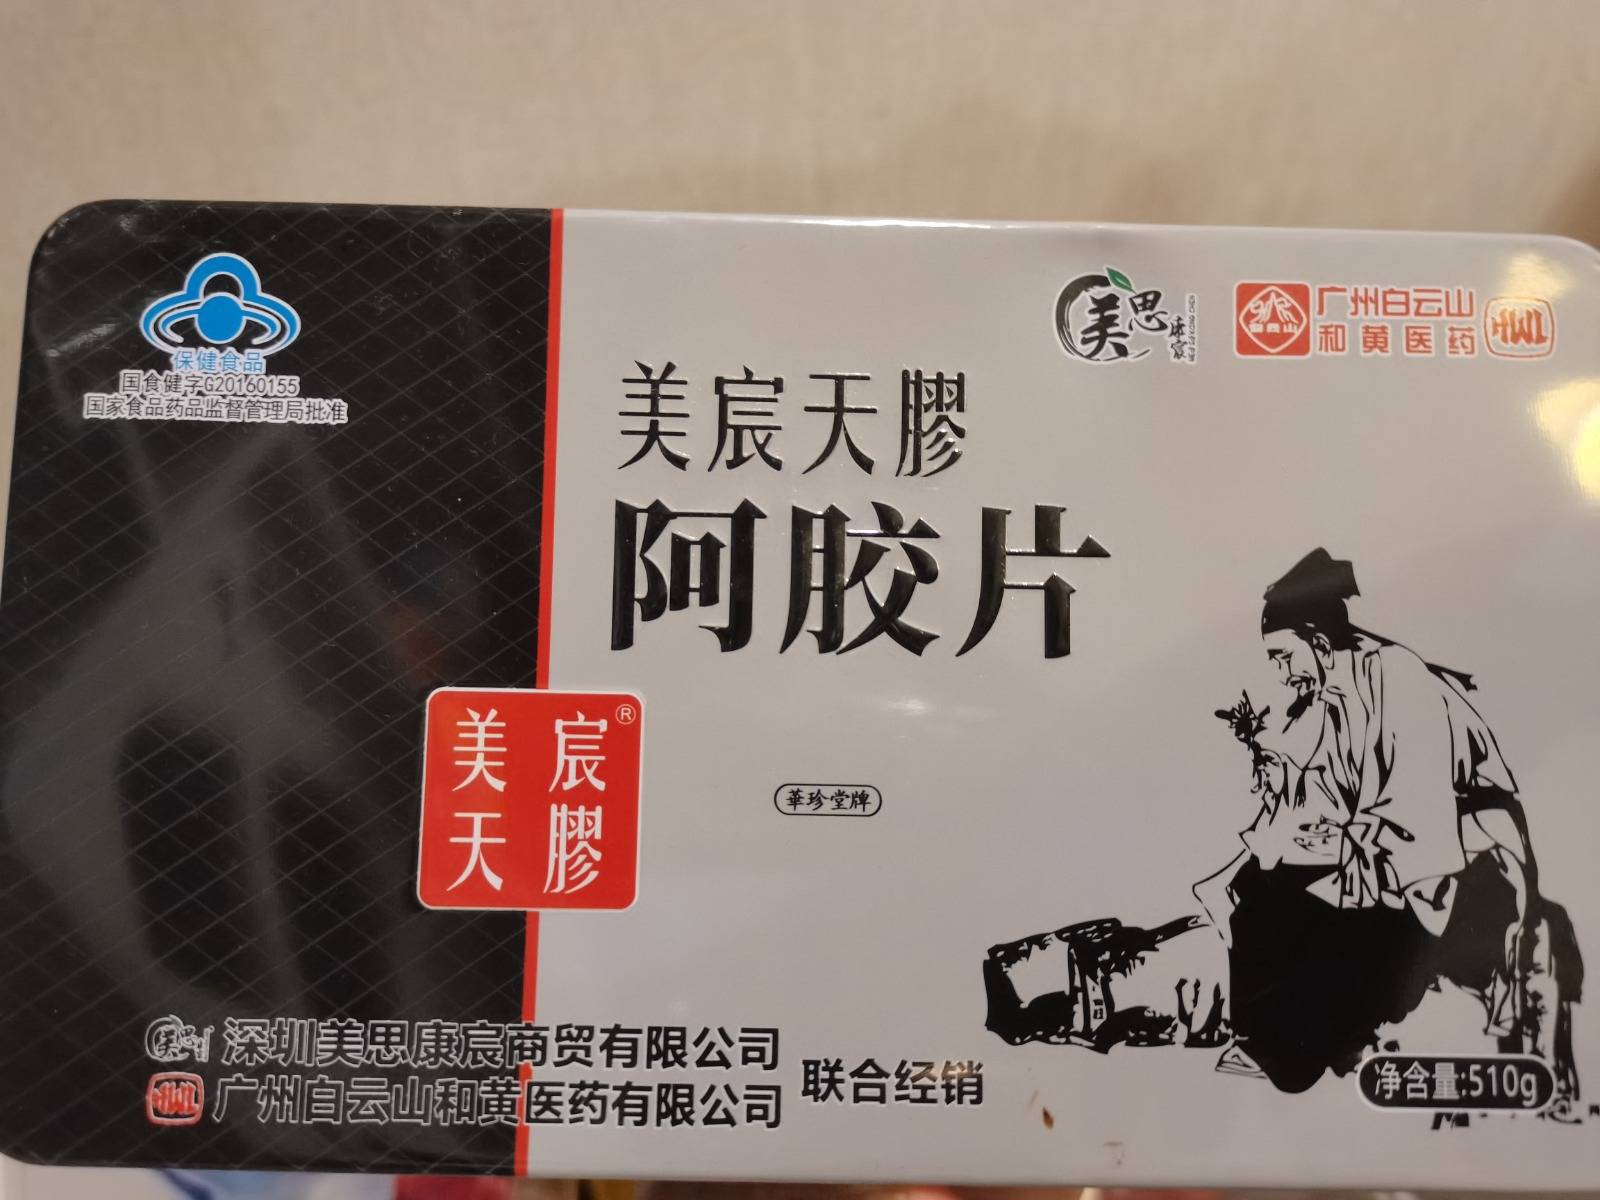 保健食品
国食健字G20160155
国家食品药品监督管理局批准
美思
康宸
广州白云山
和黄医药
美宸天膠
阿胶片
美宸®
天膠
華珍堂牌
深圳美思康宸商贸有限公司
广州白云山和黄医药有限公司
联合经销
净含量:510g